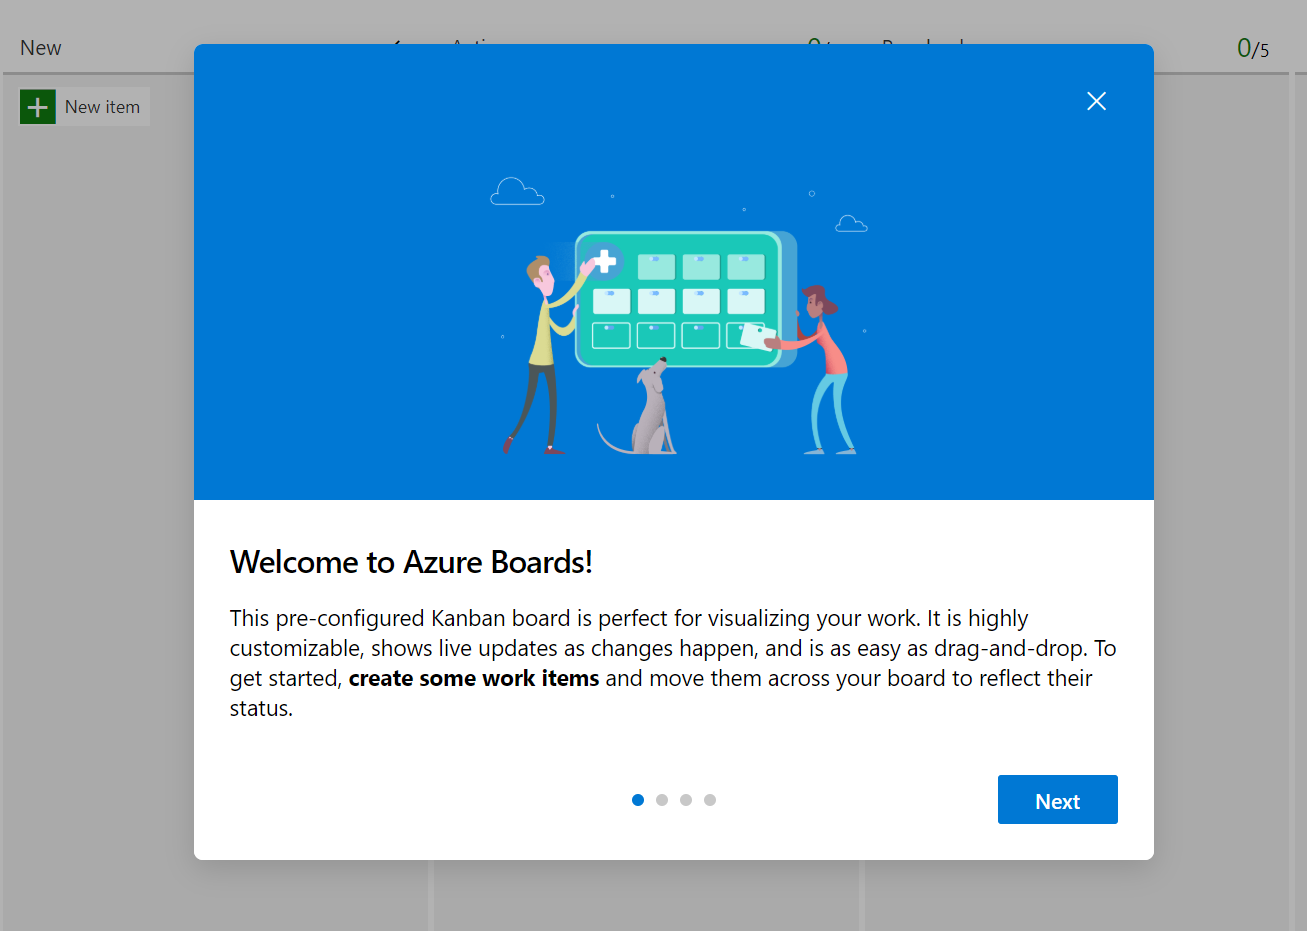 New
0/5
New item
Welcome to Azure Boards!
This pre-configured Kanban board is perfect for visualizing your work. It is highly
customizable, shows live updates as changes happen, and is as easy as drag-and-drop. To
get started, create some work items and move them across your board to reflect their
status.
Next